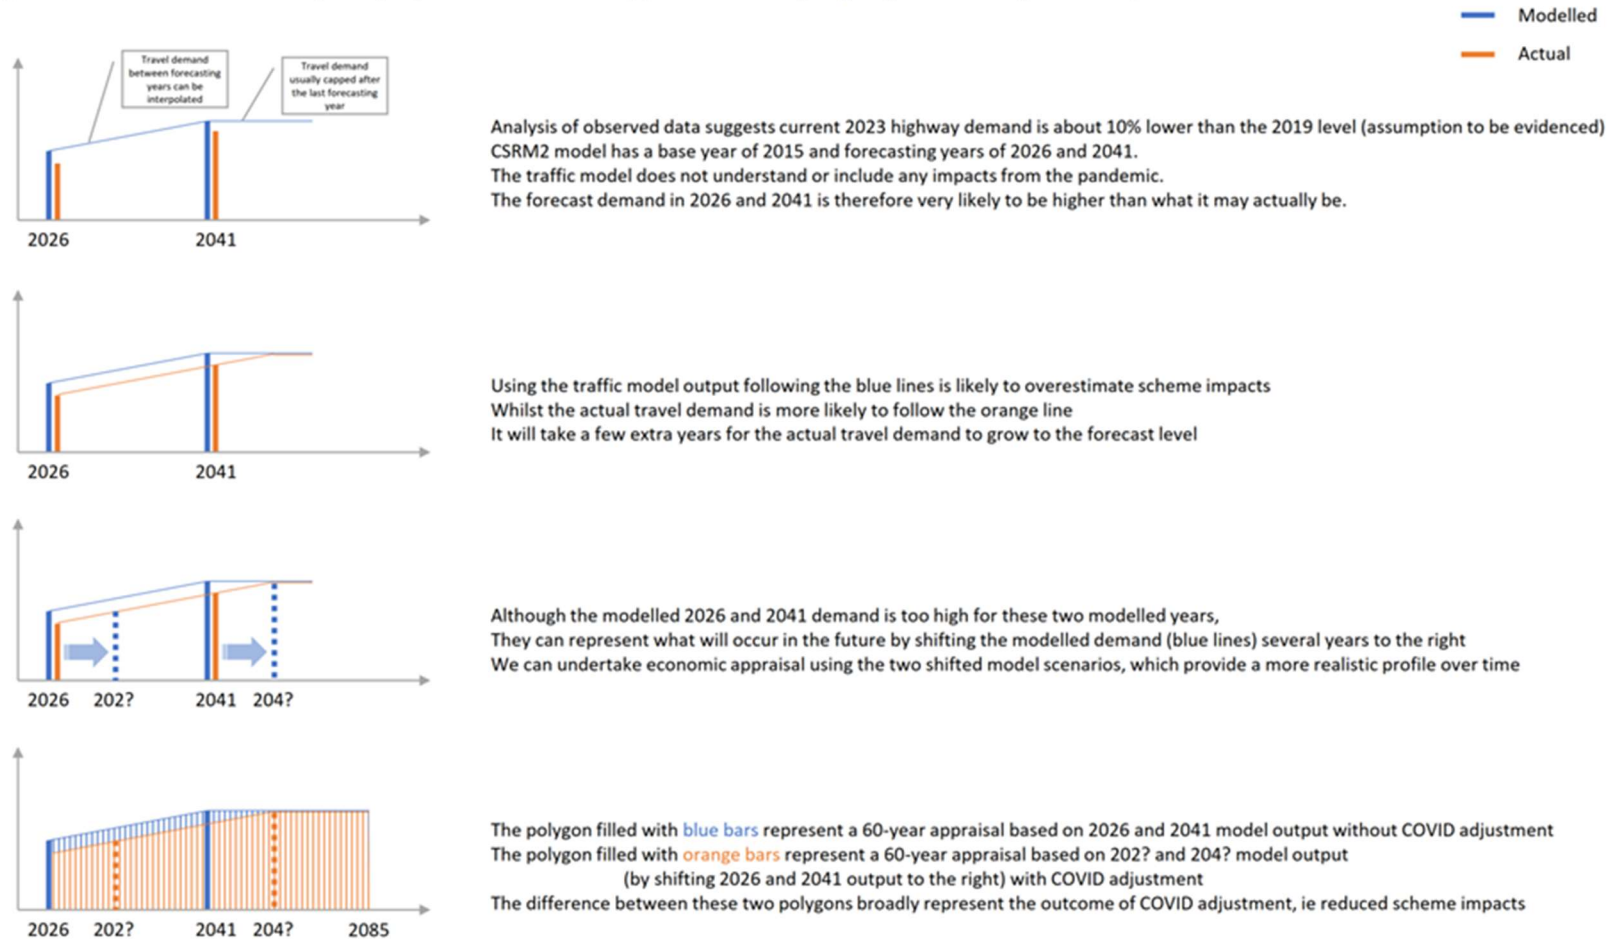 Modelled
Actual
Travel demand
between forecasting
years can be
interpolated
Travel demand
usually capped after
the last forecasting
year
Analysis of observed data suggests current 2023 highway demand is about 10% lower than the 2019 level (assumption to be evidenced)
CSRM2 model has a base year of 2015 and forecasting years of 2026 and 2041.
The traffic model does not understand or include any impacts from the pandemic.
The forecast demand in 2026 and 2041 is therefore very likely to be higher than what it may actually be.
2026 2041
Using the traffic model output following the blue lines is likely to overestimate scheme impacts
Whilst the actual travel demand is more likely to follow the orange line
It will take a few extra years for the actual travel demand to grow to the forecast level
2026 2041
Although the modelled 2026 and 2041 demand is too high for these two modelled years,
They can represent what will occur in the future by shifting the modelled demand (blue lines) several years to the right
We can undertake economic appraisal using the two shifted model scenarios, which provide a more realistic profile over time
2026 202? 2041 204?
The polygon filled with blue bars represent a 60-year appraisal based on 2026 and 2041 model output without COVID adjustment
The polygon filled with orange bars represent a 60-year appraisal based on 202? and 204? model output
(by shifting 2026 and 2041 output to the right) with COVID adjustment
The difference between these two polygons broadly represent the outcome of COVID adjustment, ie reduced scheme impacts
2026 202? 2041 204? 2085